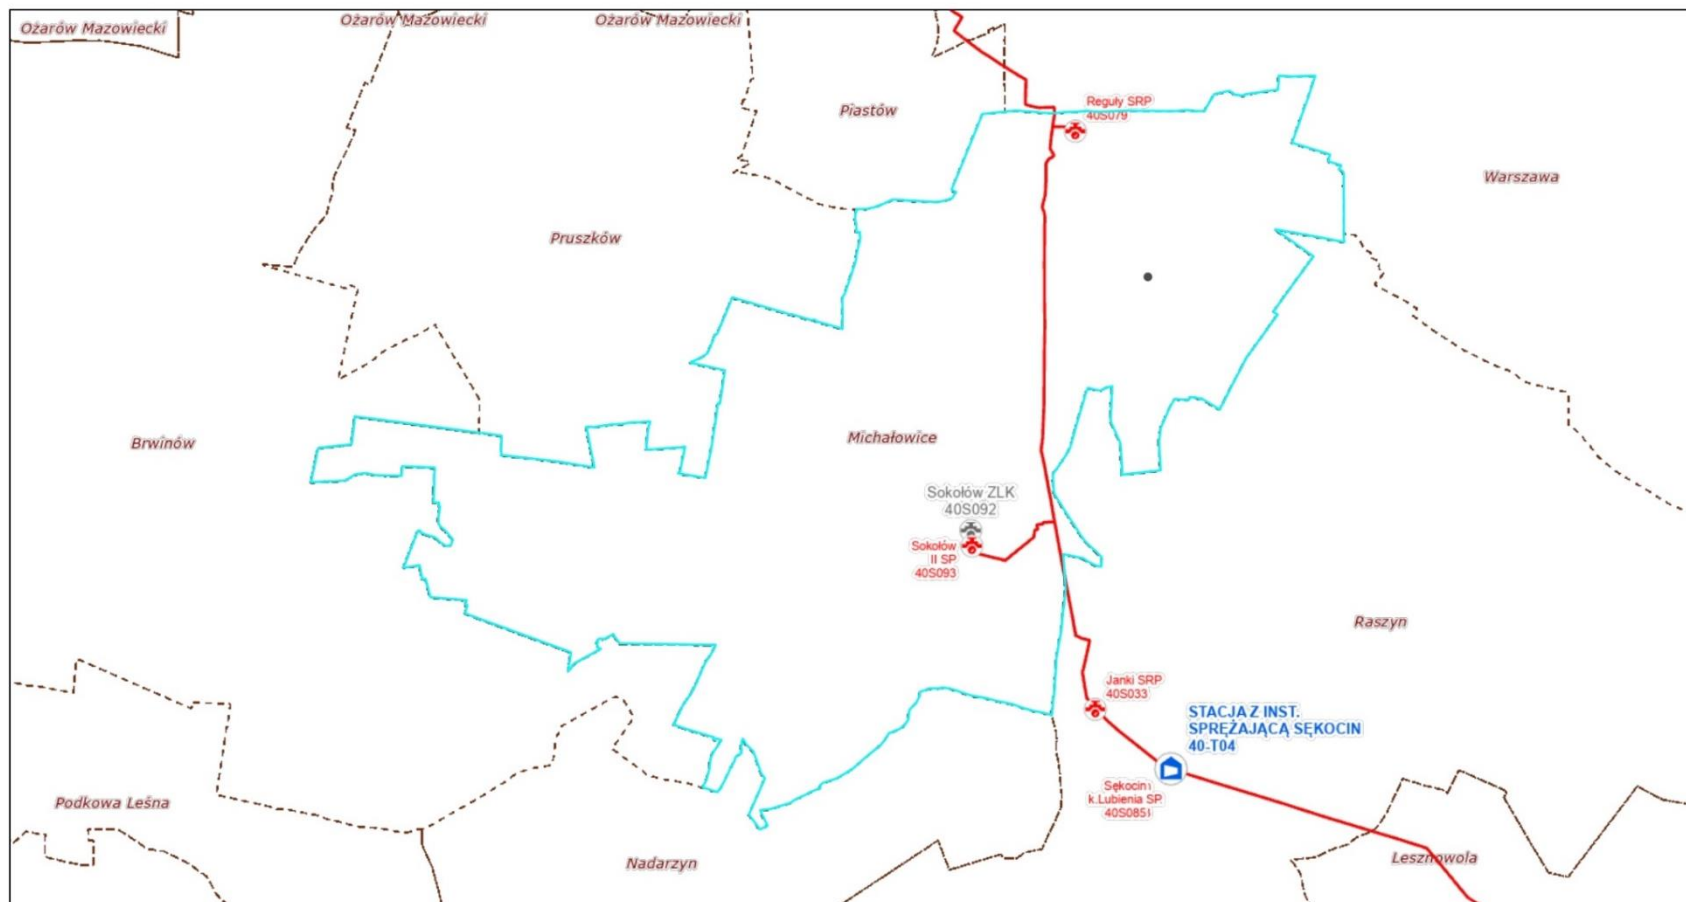 Ożarów Mazowiecki
Ożarów Mazowiecki
Ożarów Mazowiecki
Piastów
Reguły SRP
40S079
Warszawa
Pruszków
Brwinów
Michałowice
Sokołów ZLK
40S092
Sokołów
II SP
40S093
Raszyn
Janki SRP
40S033
STACJA Z INST.
SPRĘŻAJĄCĄ SĘKOCIN
40-T04
Sękocin
k.Lubienia SP
40S085
Podkowa Leśna
Nadarzyn
Lesznowola